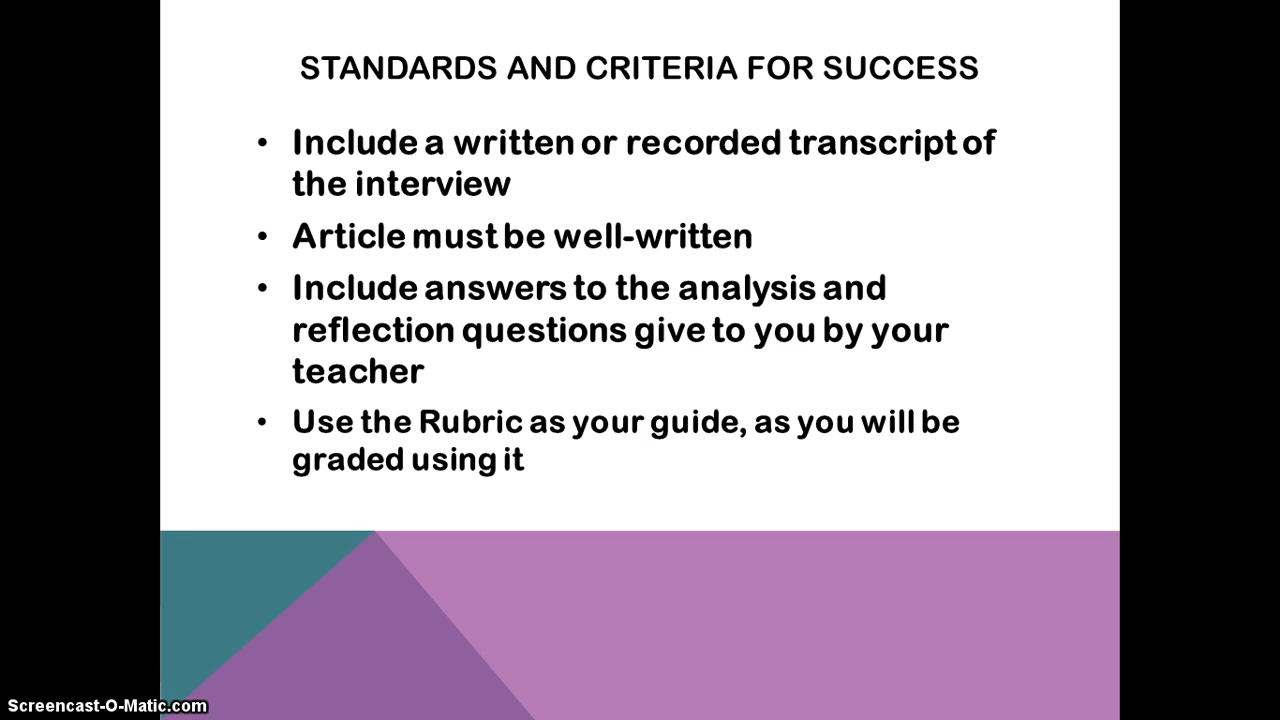 STANDARDS AND CRITERIA FOR SUCCESS
• Include a written or recorded transcript of
the interview
• Article must be well-written
• Include answers to the analysis and
reflection questions give to you by your
teacher
• Use the Rubric as your guide, as you will be
graded using it
Screencast-O-Matic.com